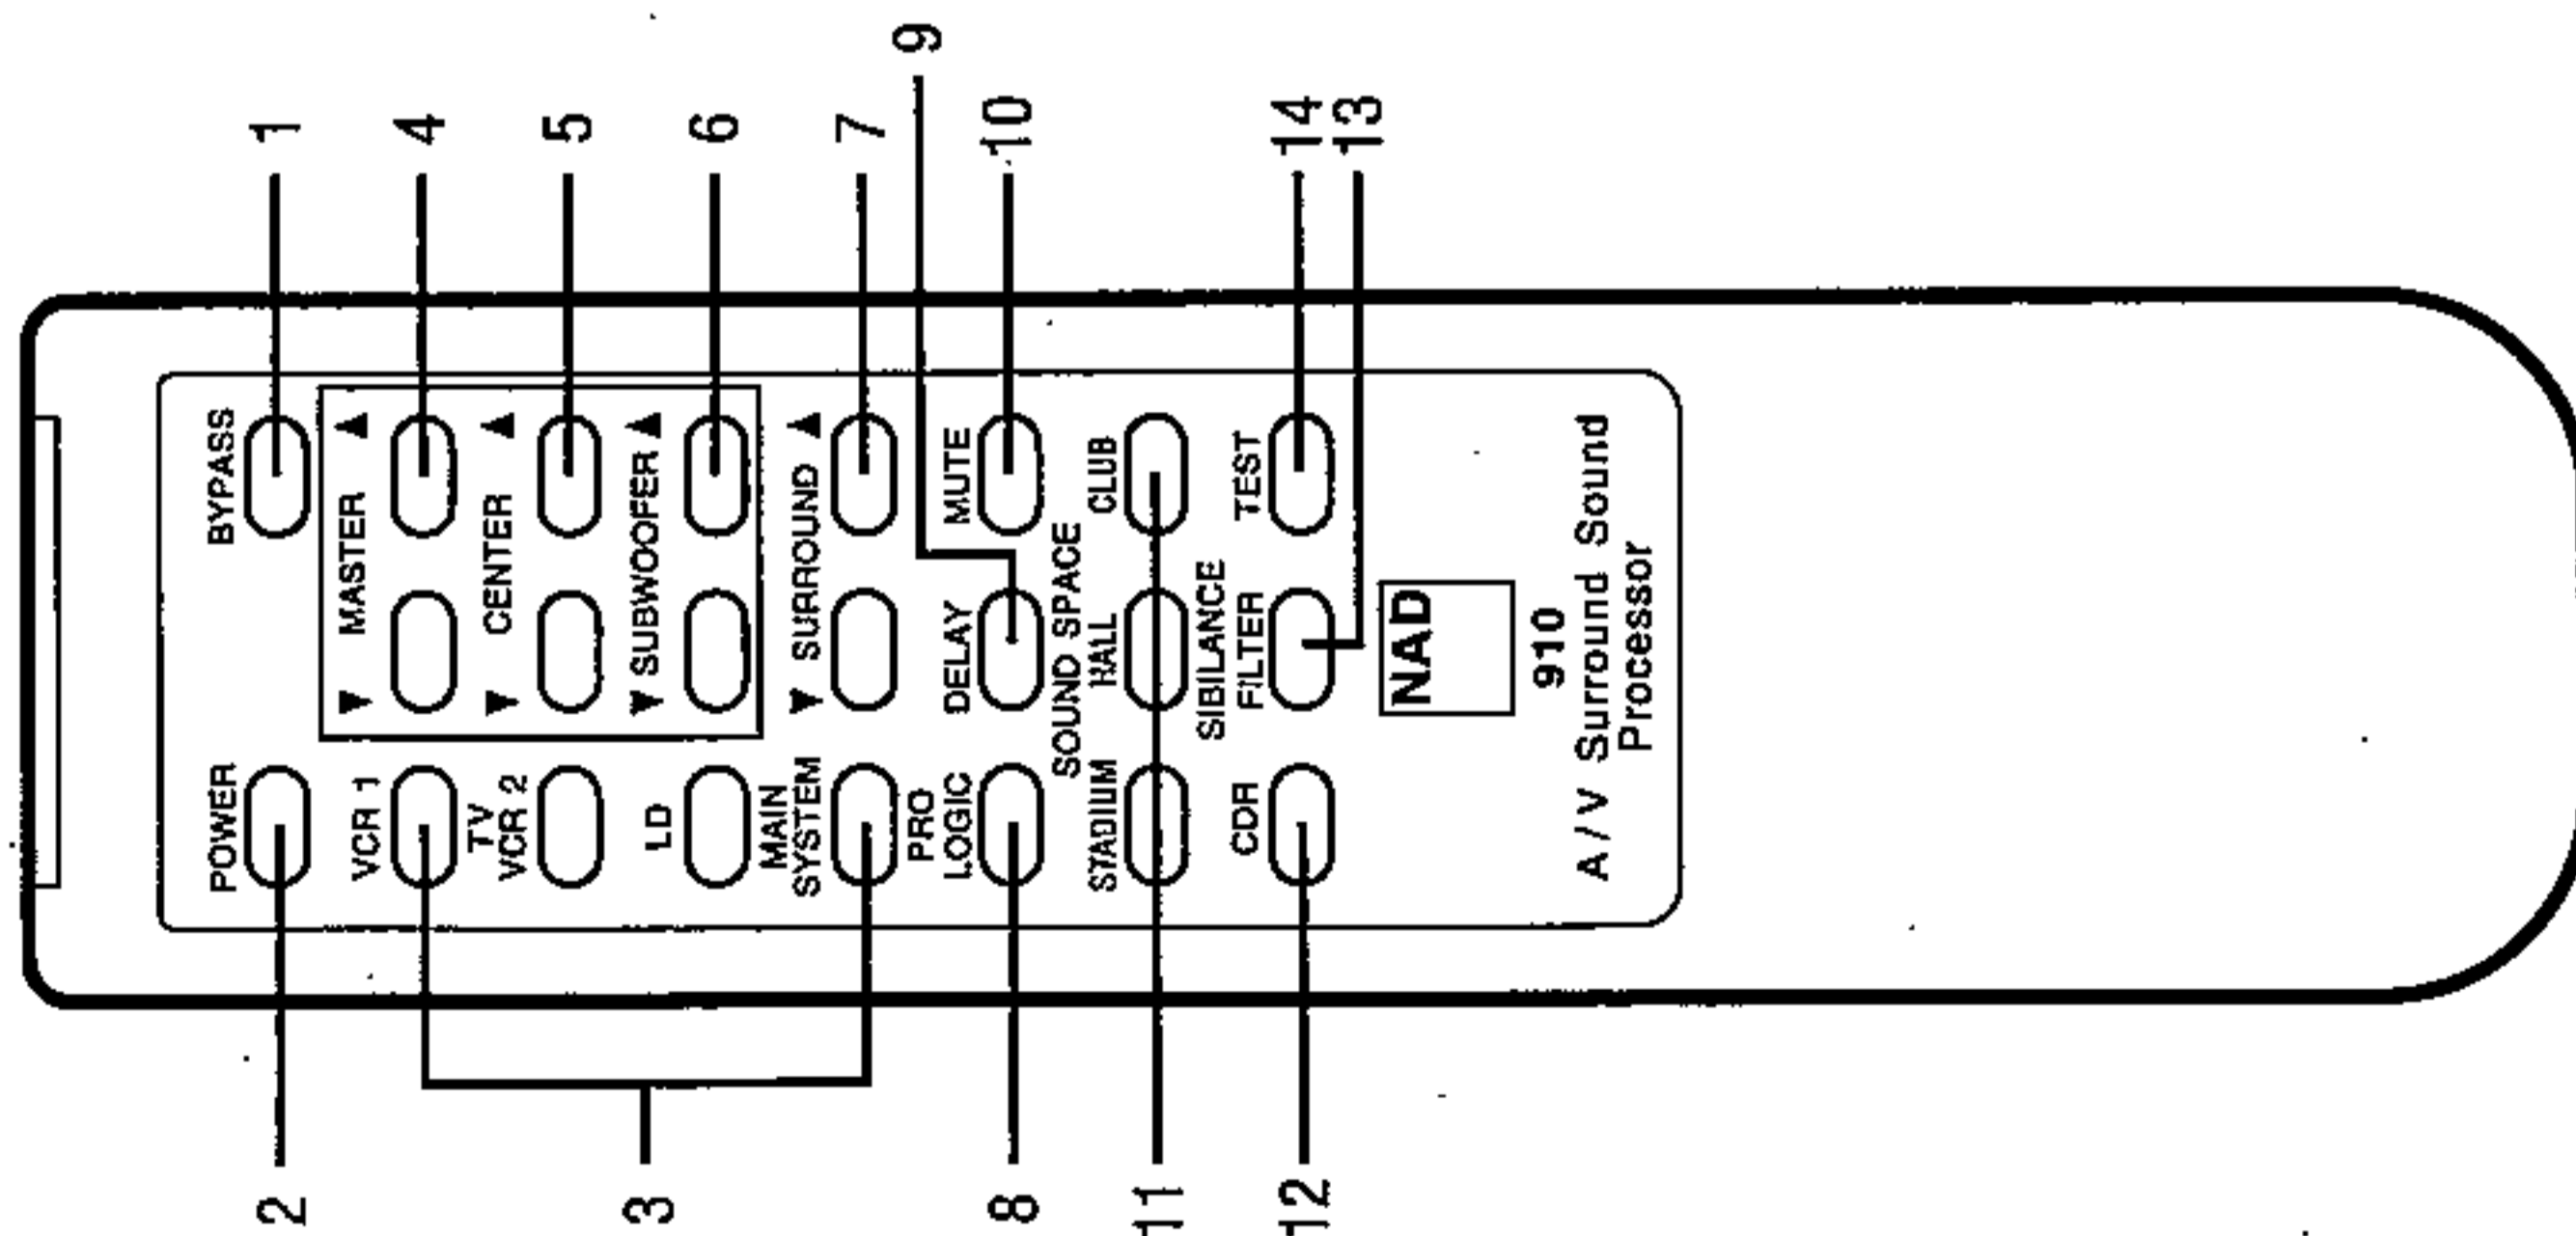 POWER
BYPASS
VCR 1
▼ MASTER ▲
TV
VCR 2
▼ CENTER ▲
LD
▼ SUBWOOFER ▲
MAIN
SYSTEM
▼ SURROUND ▲
PRO
LOGIC
DELAY
MUTE
SOUND SPACE
STADIUM
HALL
CLUB
CDR
SIBILANCE
FILTER
TEST
NAD
910
A/V Surround Sound
Processor
1
2
3
4
5
6
7
8
9
10
11
12
13
14